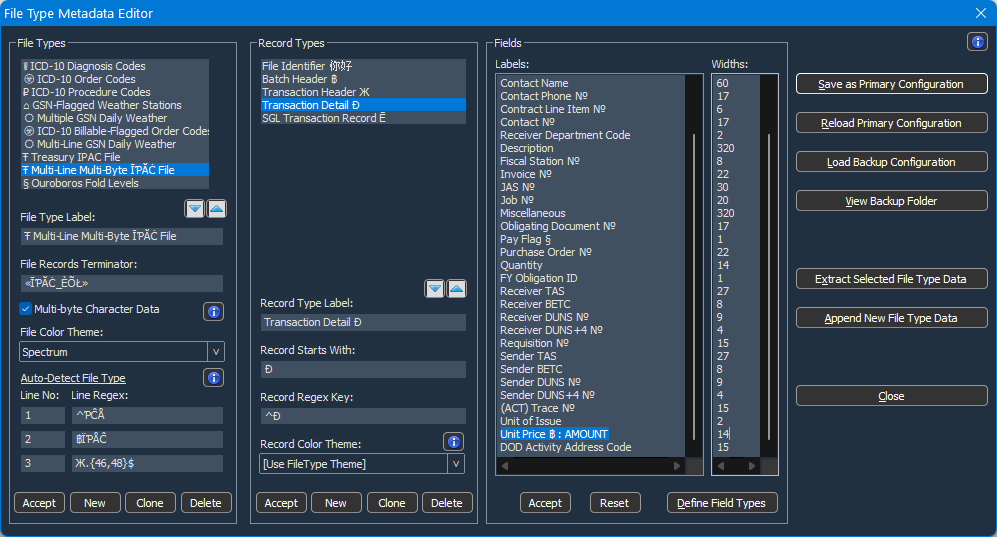 File Type Metadata Editor
File Types
ICD-10 Diagnosis Codes
ICD-10 Order Codes
ICD-10 Procedure Codes
⌂ GSN-Flagged Weather Stations
Multiple GSN Daily Weather
ICD-10 Billable-Flagged Order Codes
Multi-Line GSN Daily Weather
Ŧ Treasury IPAC File
Ŧ Multi-Line Multi-Byte ĪƤĂĊ File
§ Ouroboros Fold Levels
File Type Label:
Ŧ Multi-Line Multi-Byte ĪƤĂĊ File
File Records Terminator:
«ĪƤĂĊ_ÈÕŁ»
Multi-byte Character Data
File Color Theme:
Spectrum
Auto-Detect File Type
Line No:
Line Regex:
1
^ƤĈÅ
2
฿ÏƤÂĈ
3
Ж.{46,48}$
Accept
New
Clone
Delete
Record Types
File Identifier 你好
Batch Header ฿
Transaction Header Ж
Transaction Detail Đ
SGL Transaction Record Ē
Record Type Label:
Transaction Detail Đ
Record Starts With:
Đ
Record Regex Key:
^Đ
Record Color Theme:
[Use FileType Theme]
Accept
New
Clone
Delete
Fields
Labels:
Widths:
Contact Name 60
Contact Phone № 17
Contract Line Item № 6
Contact № 17
Receiver Department Code 2
Description 320
Fiscal Station № 8
Invoice № 22
JAS № 30
Job № 20
Miscellaneous 320
Obligating Document № 17
Pay Flag § 1
Purchase Order № 22
Quantity 14
FY Obligation ID 1
Receiver TAS 27
Receiver BETC 8
Receiver DUNS № 9
Receiver DUNS+4 № 4
Requisition № 15
Sender TAS 27
Sender BETC 8
Sender DUNS № 9
Sender DUNS+4 № 4
(ACT) Trace № 15
Unit of Issue 2
Unit Price ฿ : AMOUNT 14
DOD Activity Address Code 15
Accept
Reset
Define Field Types
Save as Primary Configuration
Reload Primary Configuration
Load Backup Configuration
View Backup Folder
Extract Selected File Type Data
Append New File Type Data
Close